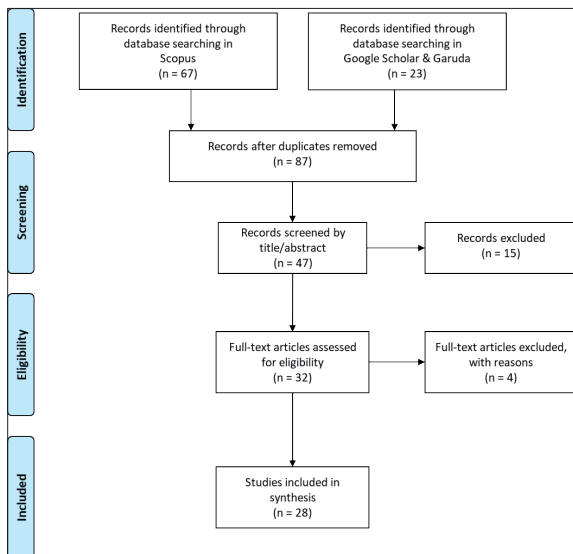 Identification
Records identified through
database searching in
Scopus
(n = 67)
Records identified through
database searching in
Google Scholar & Garuda
(n = 23)
Records after duplicates removed
(n = 87)
Screening
Records screened by
title/abstract
(n = 47)
Records excluded
(n = 15)
Eligibility
Full-text articles assessed
for eligibility
(n = 32)
Full-text articles excluded,
with reasons
(n = 4)
Included
Studies included in
synthesis
(n = 28)